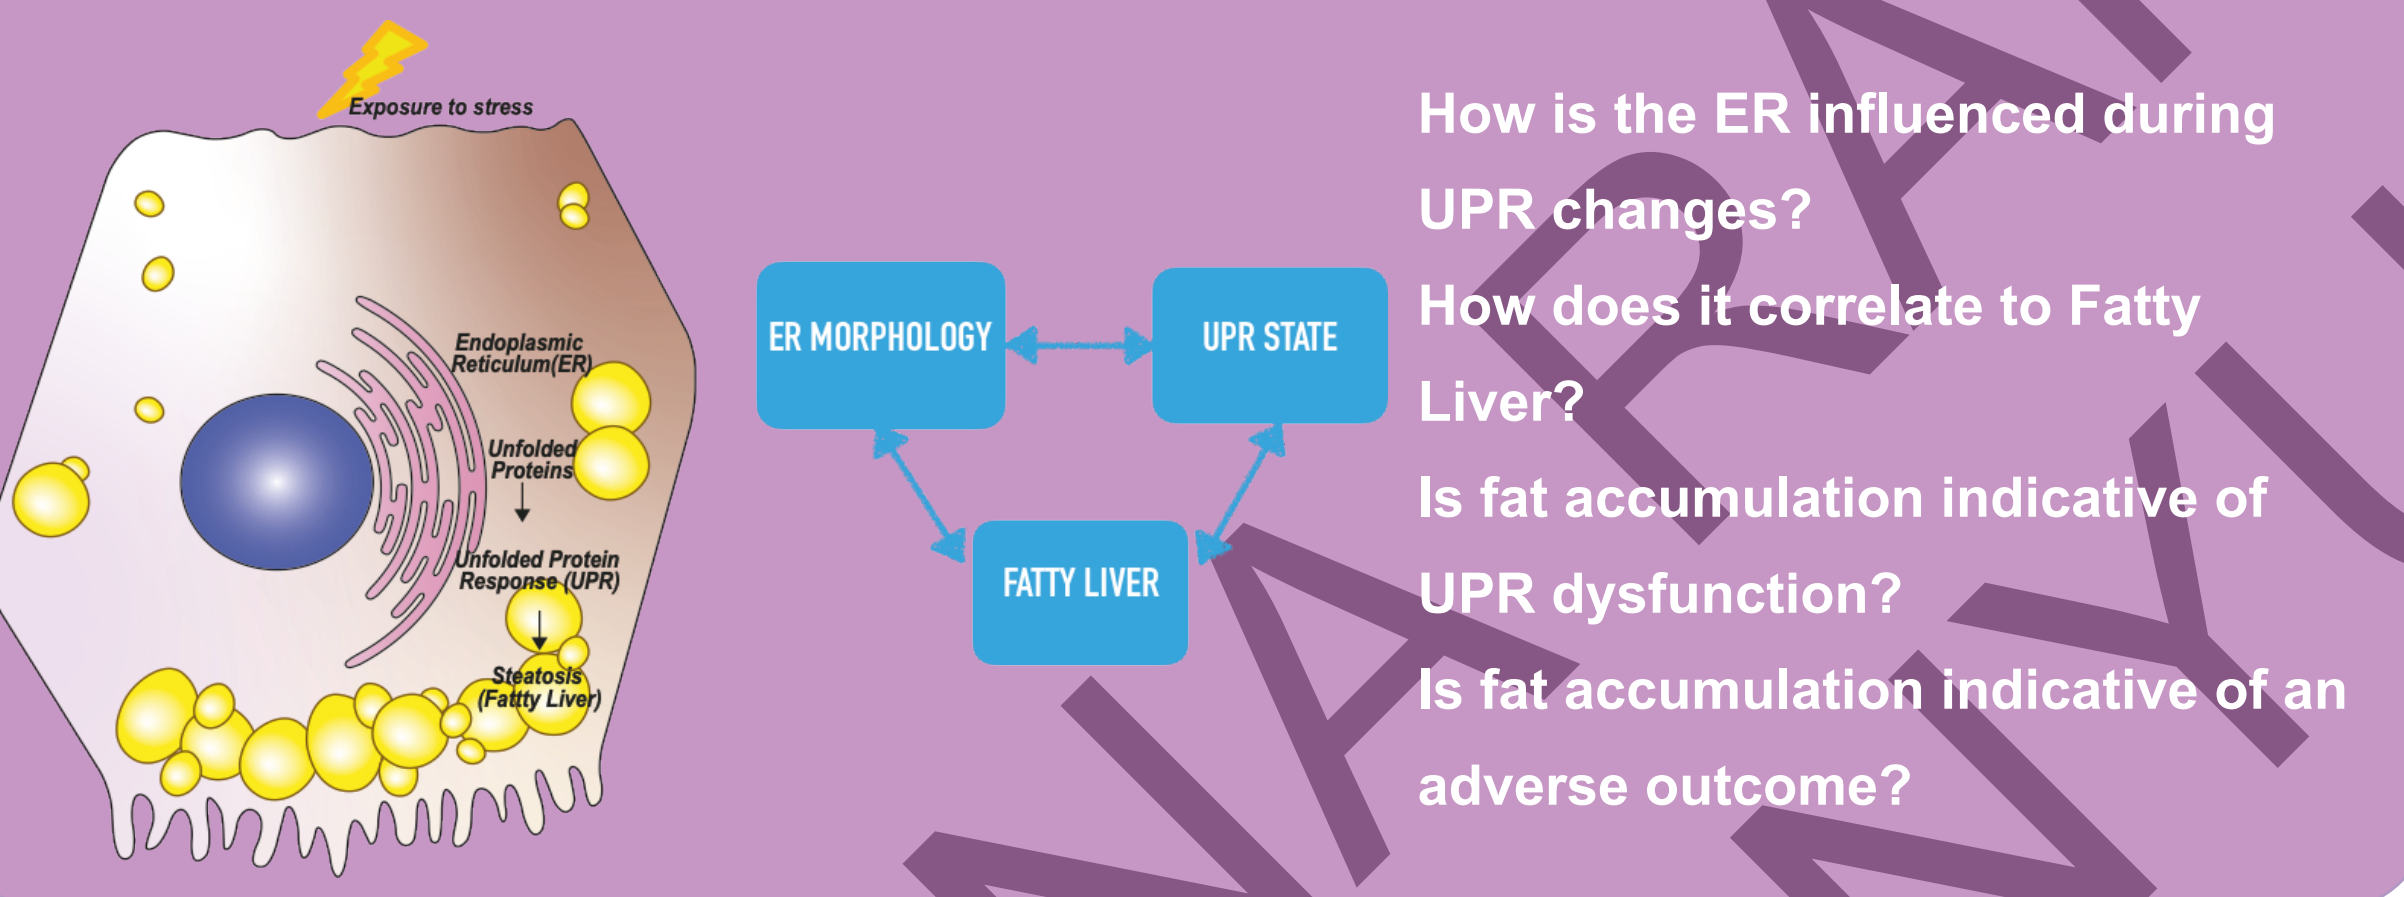 Exposure to stress
Endoplasmic
Reticulum(ER)
Unfolded
Proteins
Unfolded Protein
Response (UPR)
Steatosis
(Fattty Liver)
ER MORPHOLOGY
UPR STATE
FATTY LIVER
How is the ER influenced during
UPR changes?
How does it correlate to Fatty
Liver?
Is fat accumulation indicative of
UPR dysfunction?
Is fat accumulation indicative of an
adverse outcome?